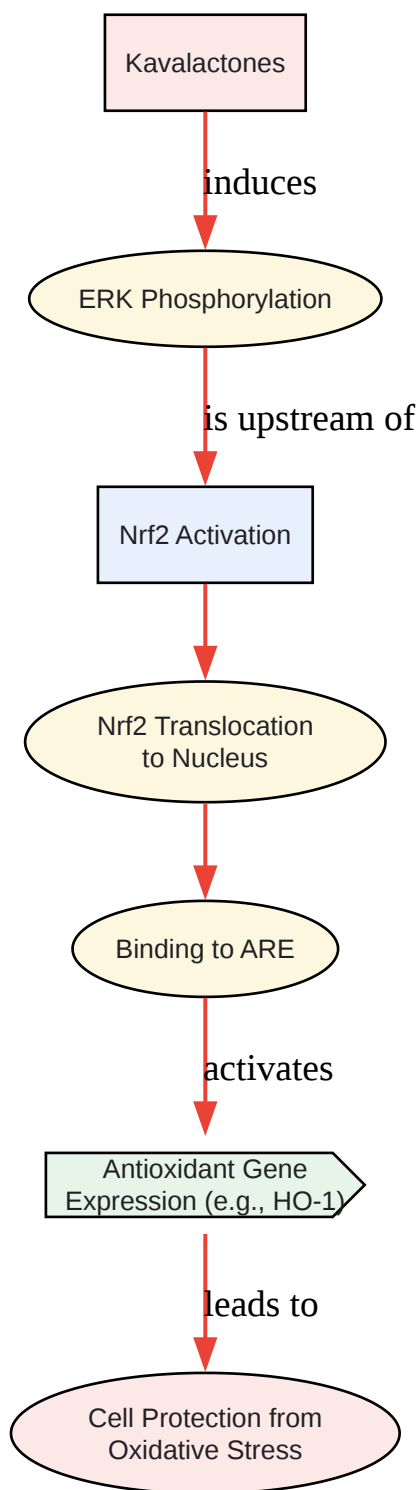 Kavalactones
induces
ERK Phosphorylation
is upstream of
Nrf2 Activation
Nrf2 Translocation
to Nucleus
Binding to ARE
activates
Antioxidant Gene
Expression (e.g., HO-1)
leads to
Cell Protection from
Oxidative Stress